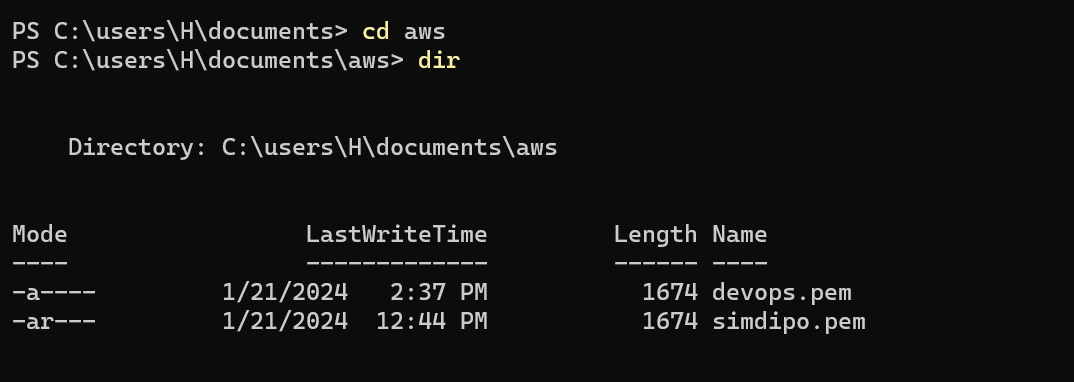 PS C:\users\H\documents> cd aws
PS C:\users\H\documents\aws> dir
Directory: C:\users\H\documents\aws
Mode LastWriteTime Length Name
---- ------------- ------ ----
-a---- 1/21/2024 2:37 PM 1674 devops.pem
-ar--- 1/21/2024 12:44 PM 1674 simdipo.pem